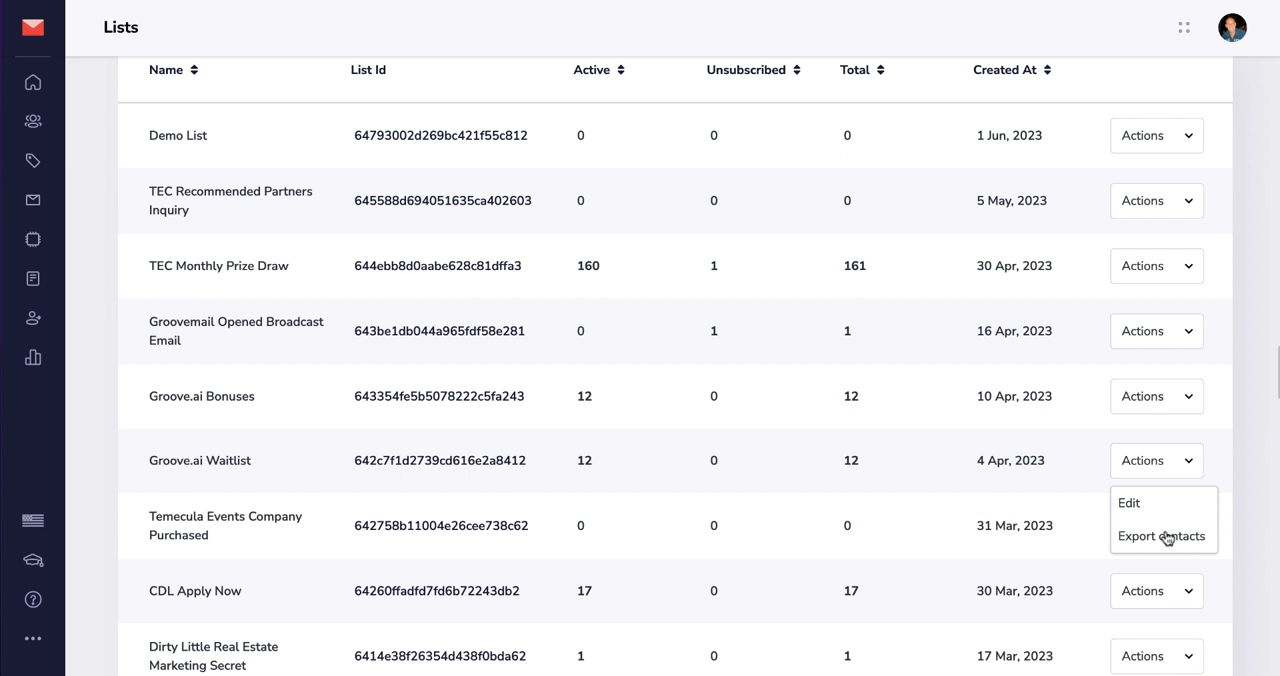 Lists
Name List Id Active Unsubscribed Total Created At
Demo List 64793002d269bc421f55c812 0 0 0 1 Jun, 2023 Actions
TEC Recommended Partners
Inquiry 645588d694051635ca402603 0 0 0 5 May, 2023 Actions
TEC Monthly Prize Draw 644ebb8d0aabe628c81dffa3 160 1 161 30 Apr, 2023 Actions
Groovemail Opened Broadcast
Email 643be1db044a965fdf58e281 0 1 1 16 Apr, 2023 Actions
Groove.ai Bonuses 643354fe5b5078222c5fa243 12 0 12 10 Apr, 2023 Actions
Groove.ai Waitlist 642c7f1d2739cd616e2a8412 12 0 12 4 Apr, 2023 Actions
Edit
Export contacts
Temecula Events Company
Purchased 642758b11004e26cee738c62 0 0 0 31 Mar, 2023
CDL Apply Now 64260ffadfd7fd6b72243db2 17 0 17 30 Mar, 2023 Actions
Dirty Little Real Estate
Marketing Secret 6414e38f26354d438f0bda62 1 0 1 17 Mar, 2023 Actions